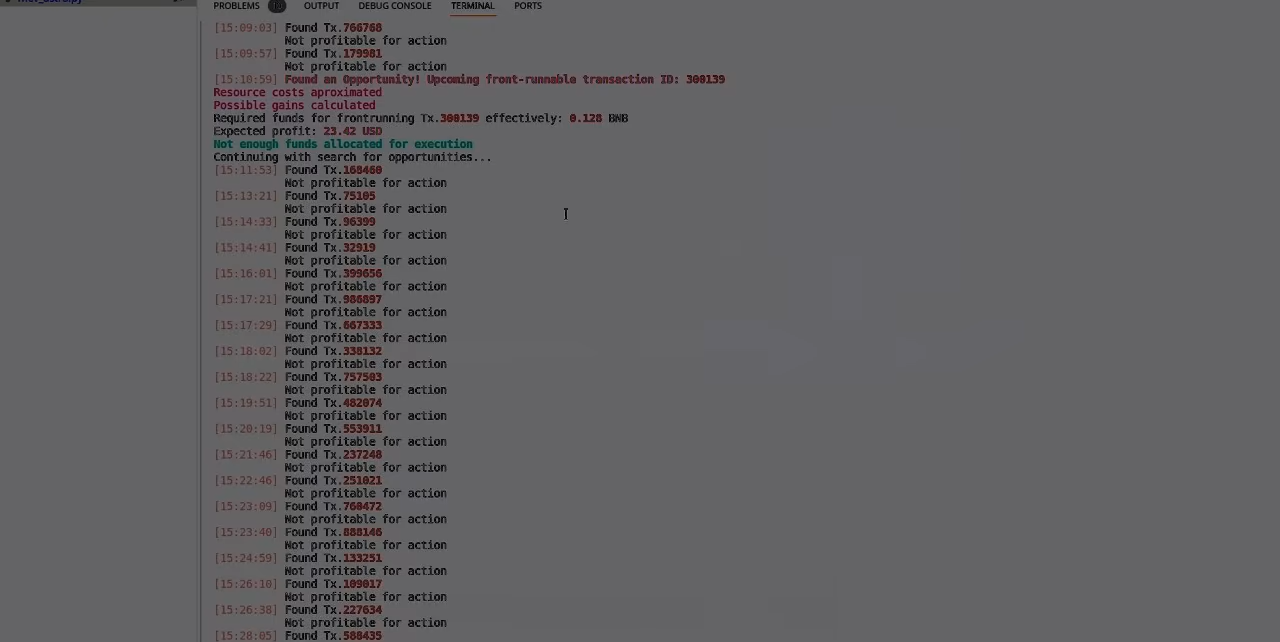 PROBLEMS OUTPUT DEBUG CONSOLE TERMINAL PORTS
[15:09:03] Found Tx.766768
Not profitable for action
[15:09:57] Found Tx.179981
Not profitable for action
[15:10:59] Found an Opportunity! Upcoming front-runnable transaction ID: 300139
Resource costs aproximated
Possible gains calculated
Required funds for frontrunning Tx.300139 effectively: 0.128 BNB
Expected profit: 23.42 USD
Not enough funds allocated for execution
Continuing with search for opportunities...
[15:11:53] Found Tx.168460
Not profitable for action
[15:13:21] Found Tx.75105
Not profitable for action
[15:14:33] Found Tx.96399
Not profitable for action
[15:14:41] Found Tx.32919
Not profitable for action
[15:16:01] Found Tx.399656
Not profitable for action
[15:17:21] Found Tx.986897
Not profitable for action
[15:17:29] Found Tx.667333
Not profitable for action
[15:18:02] Found Tx.338132
Not profitable for action
[15:18:22] Found Tx.757503
Not profitable for action
[15:19:51] Found Tx.482074
Not profitable for action
[15:20:19] Found Tx.553911
Not profitable for action
[15:21:46] Found Tx.237248
Not profitable for action
[15:22:46] Found Tx.251021
Not profitable for action
[15:23:09] Found Tx.760472
Not profitable for action
[15:23:40] Found Tx.888146
Not profitable for action
[15:24:59] Found Tx.133251
Not profitable for action
[15:26:10] Found Tx.109017
Not profitable for action
[15:26:38] Found Tx.227634
Not profitable for action
[15:28:05] Found Tx.588435